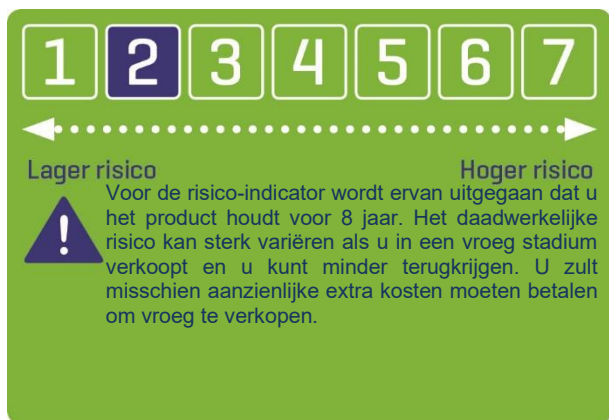 1 2 3 4 5 6 7
Lager risico Hoger risico
Voor de risico-indicator wordt ervan uitgegaan dat u
het product houdt voor 8 jaar. Het daadwerkelijke
risico kan sterk variëren als u in een vroeg stadium
verkoopt en u kunt minder terugkrijgen. U zult
misschien aanzienlijke extra kosten moeten betalen
om vroeg te verkopen.